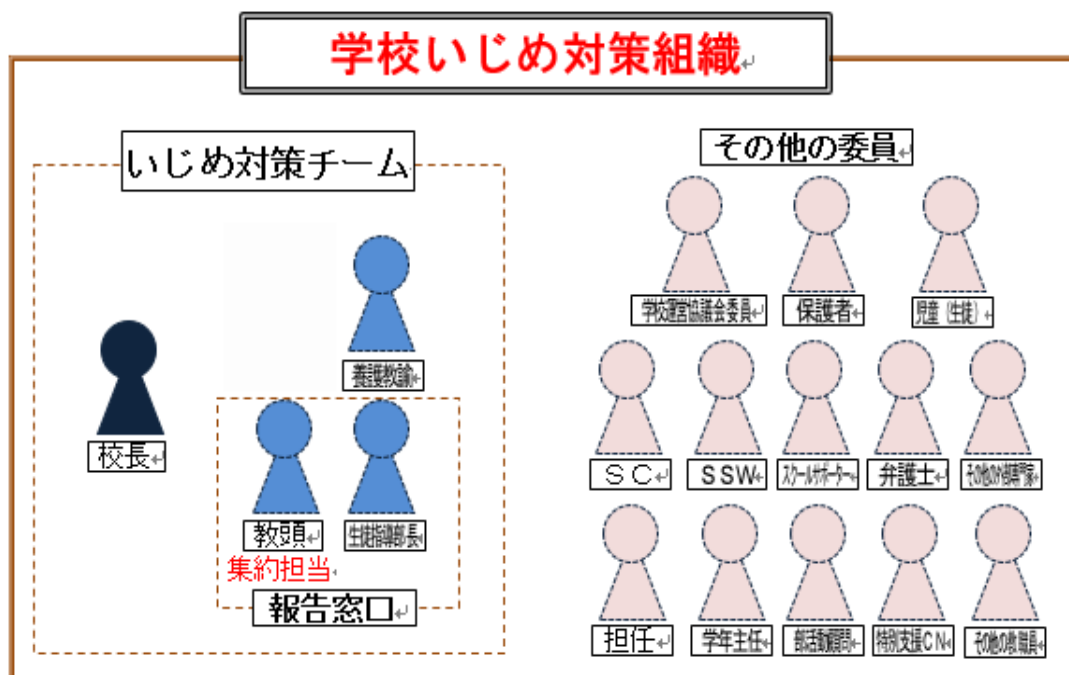 学校いじめ対策組織
いじめ対策チーム
その他の委員
学校運営協議会委員
保護者
児童（生徒）
養護教諭
校長
ＳＣ
ＳＳＷ
スクールサポーター
弁護士
その他の外部専門家
教頭
生徒指導部長
集約担当
報告窓口
担任
学年主任
部活動顧問
特別支援ＣＮ
その他の教職員